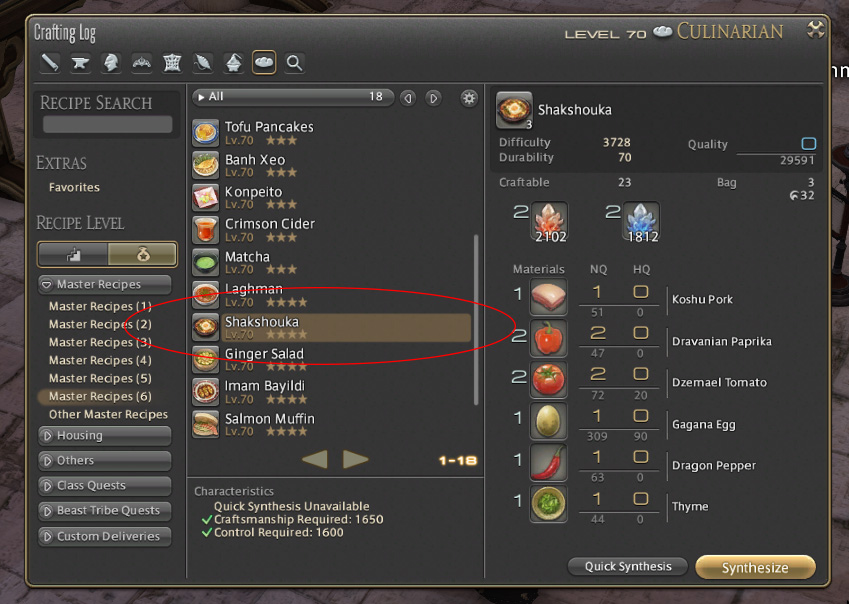 Crafting Log
LEVEL 70 CULINARIAN
RECIPE SEARCH
EXTRAS
Favorites
RECIPE LEVEL
Master Recipes
Master Recipes (1)
Master Recipes (2)
Master Recipes (3)
Master Recipes (4)
Master Recipes (5)
Master Recipes (6)
Other Master Recipes
Housing
Others
Class Quests
Beast Tribe Quests
Custom Deliveries
All 18
Tofu Pancakes
Lv.70 ★★★
Banh Xeo
Lv.70 ★★★
Konpeito
Lv.70 ★★★
Crimson Cider
Lv.70 ★★★
Matcha
Lv.70 ★★★
Laghman
Lv.70 ★★★★
Shakshouka
Lv.70 ★★★★
Ginger Salad
Lv.70 ★★★★
Imam Bayildi
Lv.70 ★★★★
Salmon Muffin
Lv.70 ★★★★
1-18
Characteristics
Quick Synthesis Unavailable
Craftsmanship Required: 1650
Control Required: 1600
3 Shakshouka
Difficulty 3728
Durability 70
Quality 29591
Craftable 23
Bag 3
32
2 2102 2 1812
Materials NQ HQ
1 1 0 Koshu Pork
51 0
2 2 0 Dravanian Paprika
47 0
2 2 0 Dzemael Tomato
72 20
1 1 0 Gagana Egg
309 90
1 1 0 Dragon Pepper
63 0
1 1 0 Thyme
44 0
Quick Synthesis
Synthesize